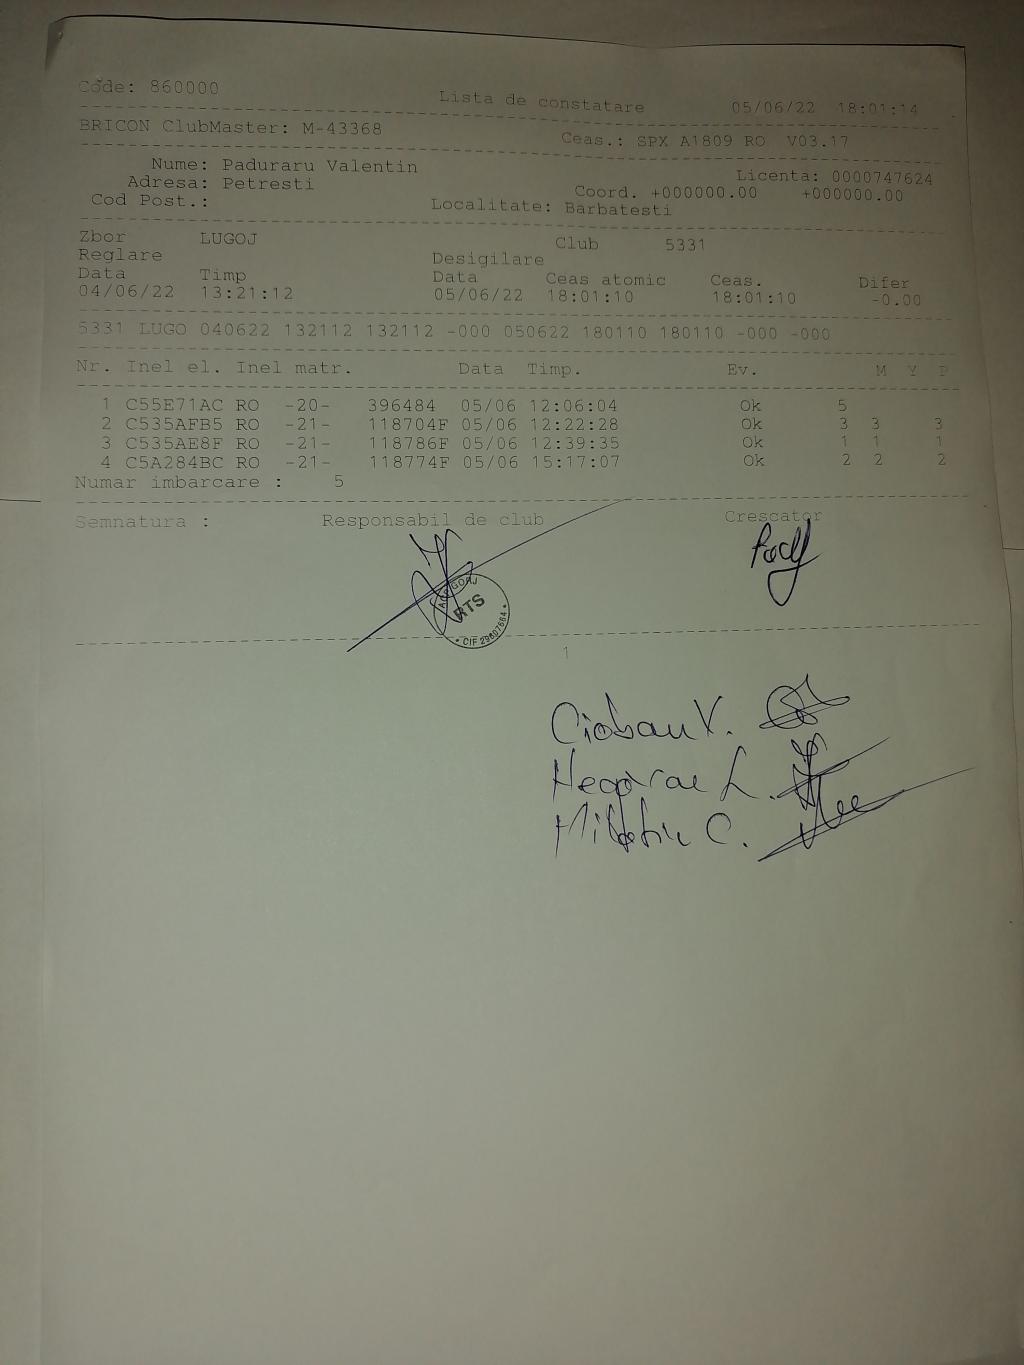 Code: 860000 Lista de constatare 05/06/22 18:01:14
BRICON ClubMaster: M-43368 Ceas.: SPX A1809 RO V03.17
Nume: Paduraru Valentin Licenta: 0000747624
Adresa: Petresti Coord. +000000.00 +000000.00
Cod Post.: Localitate: Barbatesti
Zbor LUGOJ Club 5331
Reglare Desigilare
Data Timp Data Ceas atomic Ceas. Difer
04/06/22 13:21:12 05/06/22 18:01:10 18:01:10 -0.00
5331 LUGO 040622 132112 132112 -000 050622 180110 180110 -000 -000
Nr. Inel el. Inel matr. Data Timp. Ev. M Y P
1 C55E71AC RO -20- 396484 05/06 12:06:04 Ok 5
2 C535AFB5 RO -21- 118704F 05/06 12:22:28 Ok 3 3 3
3 C535AE8F RO -21- 118786F 05/06 12:39:35 Ok 1 1 1
4 C5A284BC RO -21- 118774F 05/06 15:17:07 Ok 2 2 2
Numar imbarcare : 5
Semnatura : Responsabil de club Crescator
RTS
CIF 29607664
1
Cioban V.
L.
C.